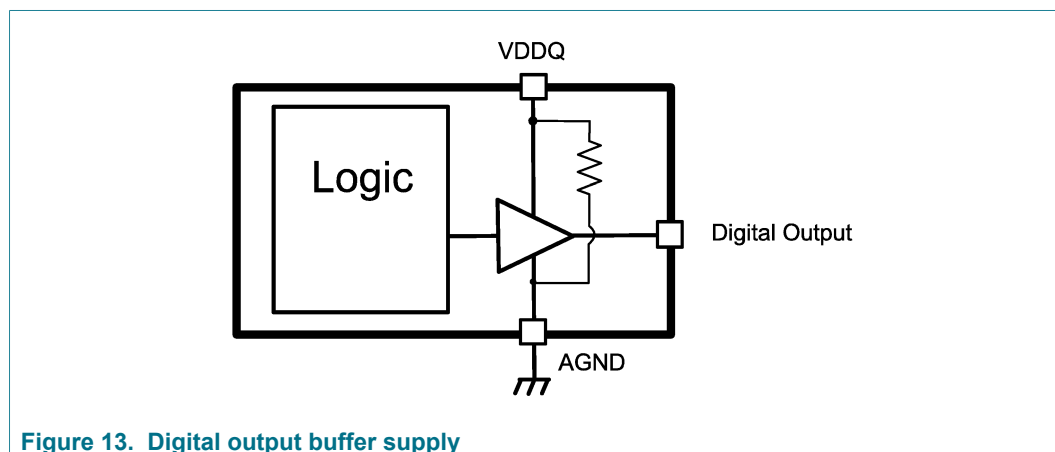 VDDQ
Logic
Digital Output
AGND
Figure 13. Digital output buffer supply